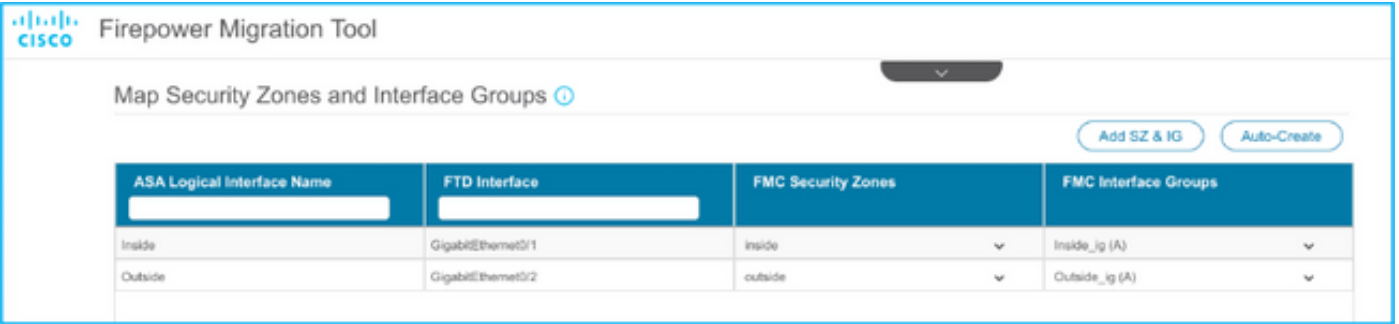 CISCO Firepower Migration Tool
Map Security Zones and Interface Groups
Add SZ & IG Auto-Create
ASA Logical Interface Name FTD Interface FMC Security Zones FMC Interface Groups
Inside GigabitEthernet0/1 inside Inside_ig (A)
Outside GigabitEthernet0/2 outside Outside_ig (A)